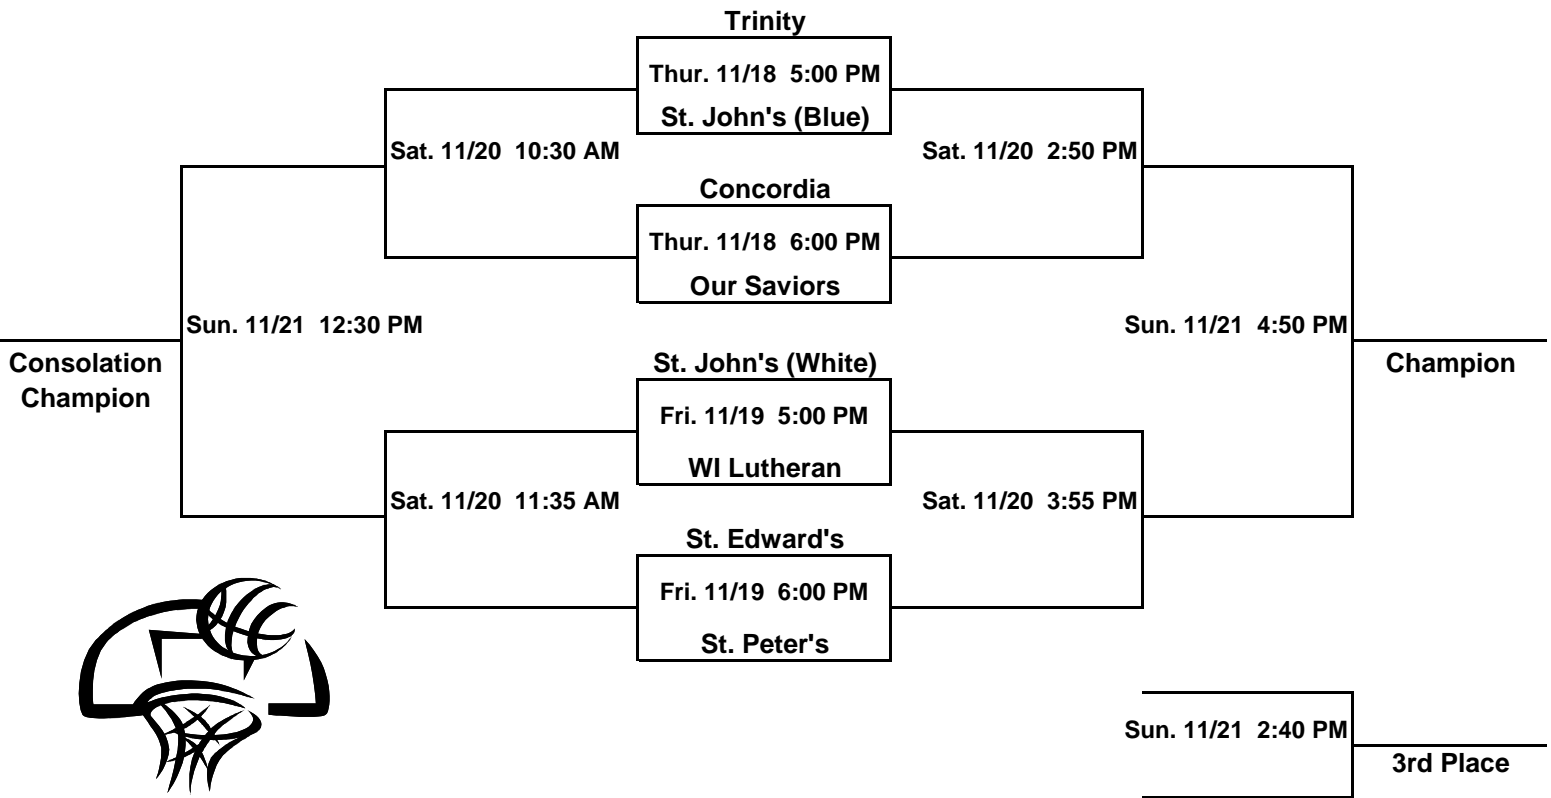 Trinity
Thur. 11/18 5:00 PM
St. John's (Blue)
Sat. 11/20 10:30 AM
Sat. 11/20 2:50 PM
Concordia
Thur. 11/18 6:00 PM
Our Saviors
Sun. 11/21 12:30 PM
Sun. 11/21 4:50 PM
Consolation
Champion
St. John's (White)
Champion
Fri. 11/19 5:00 PM
WI Lutheran
Sat. 11/20 11:35 AM
Sat. 11/20 3:55 PM
St. Edward's
Fri. 11/19 6:00 PM
St. Peter's
Sun. 11/21 2:40 PM
3rd Place